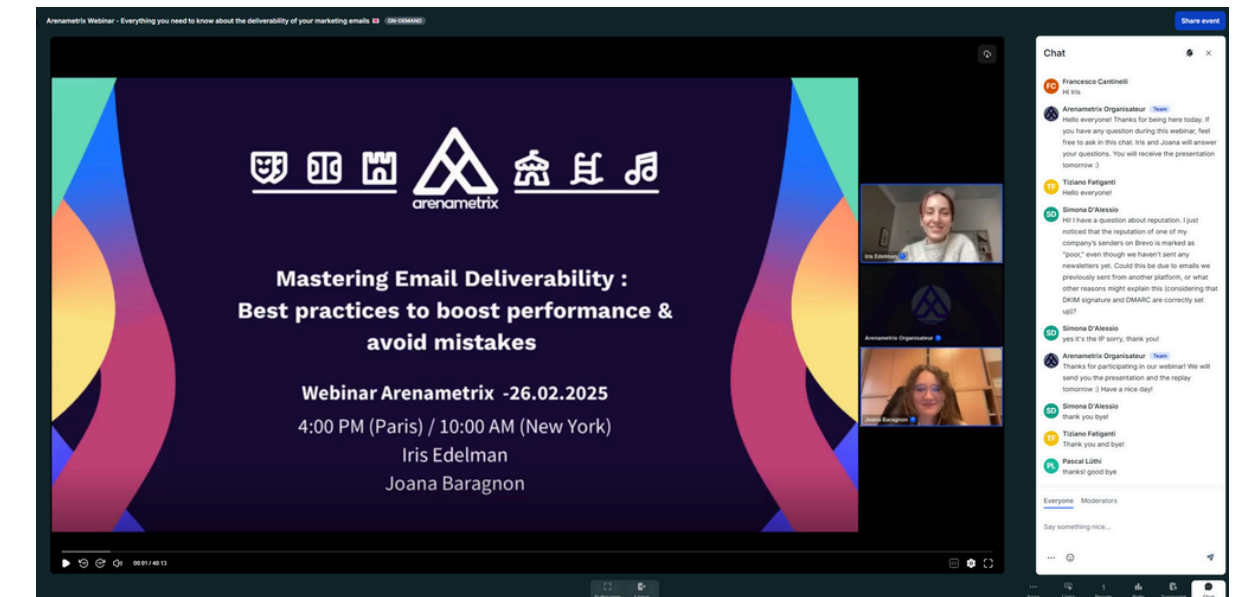 Arenametrix Webinar - Everything you need to know about the deliverability of your marketing emails
ON-DEMAND
Share event
arenametrix
Mastering Email Deliverability :
Best practices to boost performance &
avoid mistakes
Webinar Arenametrix -26.02.2025
4:00 PM (Paris) / 10:00 AM (New York)
Iris Edelman
Joana Baragnon
Iris Edelman
Arenametrix Organisateur
Joana Baragnon
00:01 / 40:13
Chat
FC
Francesco Cantinelli
Hi Iris
Arenametrix Organisateur Team
Hello everyone! Thanks for being here today. If
you have any question during this webinar, feel
free to ask in this chat. Iris and Joana will answer
your questions. You will receive the presentation
tomorrow :)
TF
Tiziano Fatiganti
Hello everyone!
SD
Simona D'Alessio
Hi! I have a question about reputation. I just
noticed that the reputation of one of my
company's senders on Brevo is marked as
"poor," even though we haven't sent any
newsletters yet. Could this be due to emails we
previously sent from another platform, or what
other reasons might explain this (considering that
DKIM signature and DMARC are correctly set
up)?
SD
Simona D'Alessio
yes it's the IP sorry, thank you!
Arenametrix Organisateur Team
Thanks for participating in our webinar! We will
send you the presentation and the replay
tomorrow :) Have a nice day!
SD
Simona D'Alessio
thank you bye!
TF
Tiziano Fatiganti
Thank you and bye!
PL
Pascal Lüthi
thanks! good bye
Everyone Moderators
Say something nice...
1